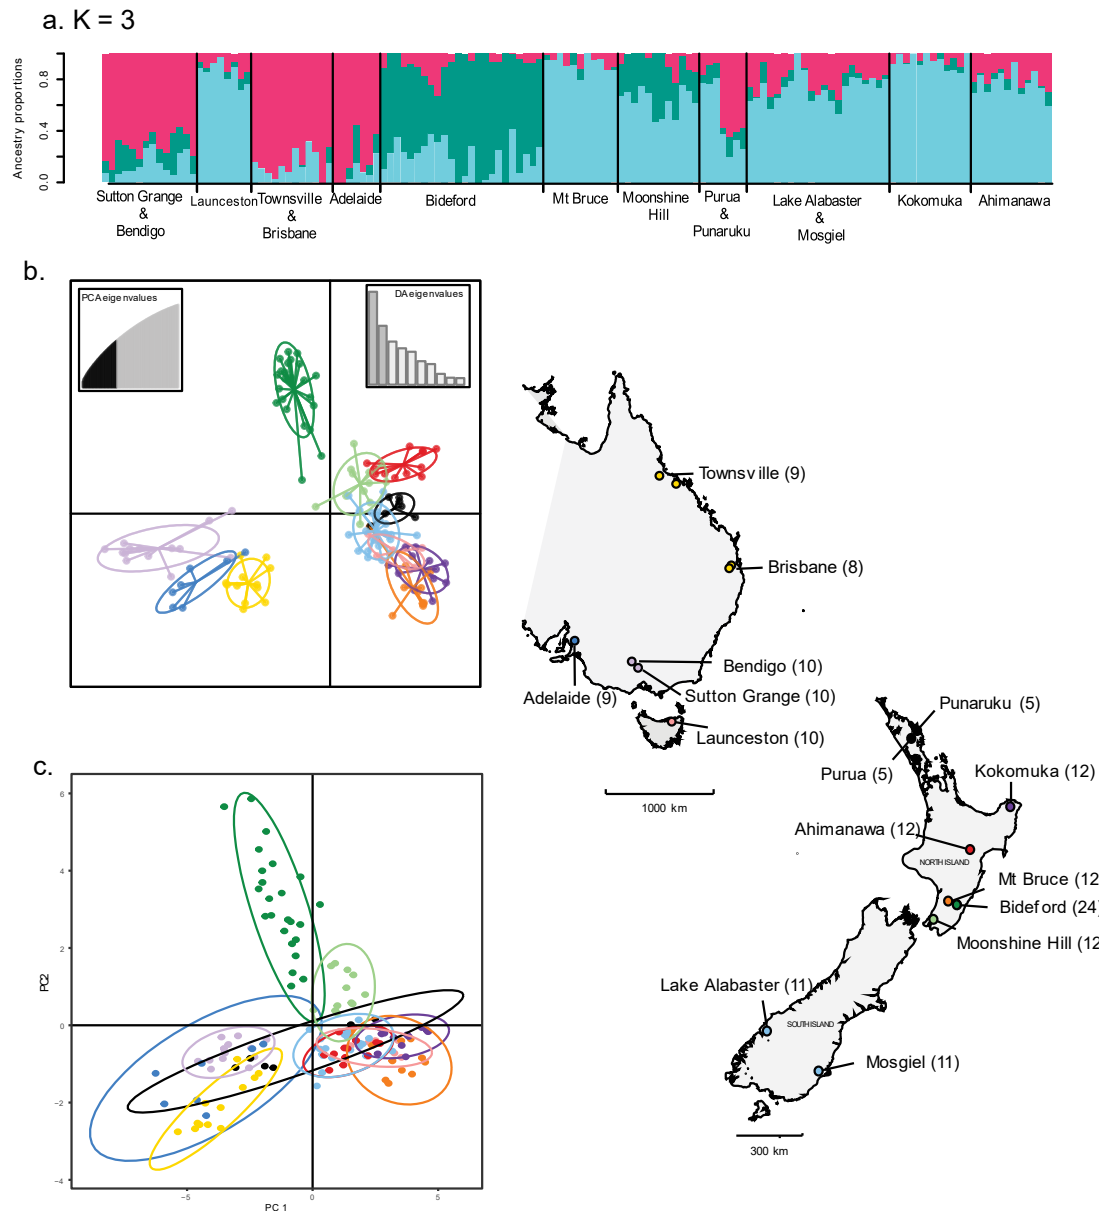 a. K = 3
Ancestry proportions
0.8
0.4
0.0
Sutton Grange
&
Bendigo
Launceston
Townsville
&
Brisbane
Adelaide
Bideford
Mt Bruce
Moonshine
Hill
Purua
&
Punaruku
Lake Alabaster
&
Mosgiel
Kokomuka
Ahimanawa
b.
PCA eigenvalues
DA eigenvalues
Townsville (9)
Brisbane (8)
Bendigo (10)
Adelaide (9)
Sutton Grange (10)
Launceston (10)
1000 km
Punaruku (5)
Purua (5)
Kokomuka (12)
Ahimanawa (12)
NORTH ISLAND
Mt Bruce (12
Bideford (24)
Moonshine Hill (12
Lake Alabaster (11)
SOUTH ISLAND
Mosgiel (11)
300 km
c.
PC2
6
4
2
0
−2
−4
−5
0
5
PC 1